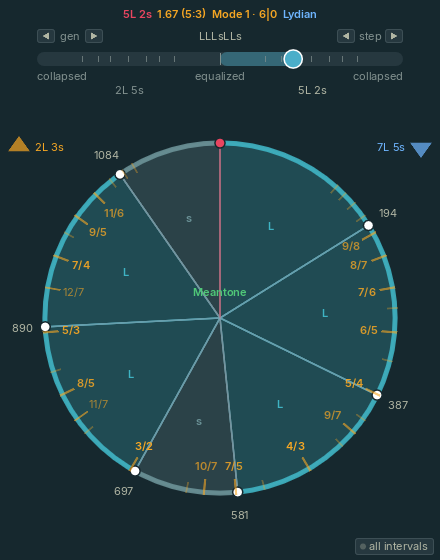 5L 2s 1.67 (5:3) Mode 1 · 6|0 Lydian
gen LLLsLLs step
collapsed equalized collapsed
2L 5s 5L 2s
2L 3s 7L 5s
1084
194
11/6
s
L
9/5
9/8
7/4
L
8/7
12/7
Meantone
7/6
L
890
5/3
6/5
8/5
L
5/4
387
11/7
L
9/7
s
3/2
4/3
10/7 7/5
697
581
all intervals